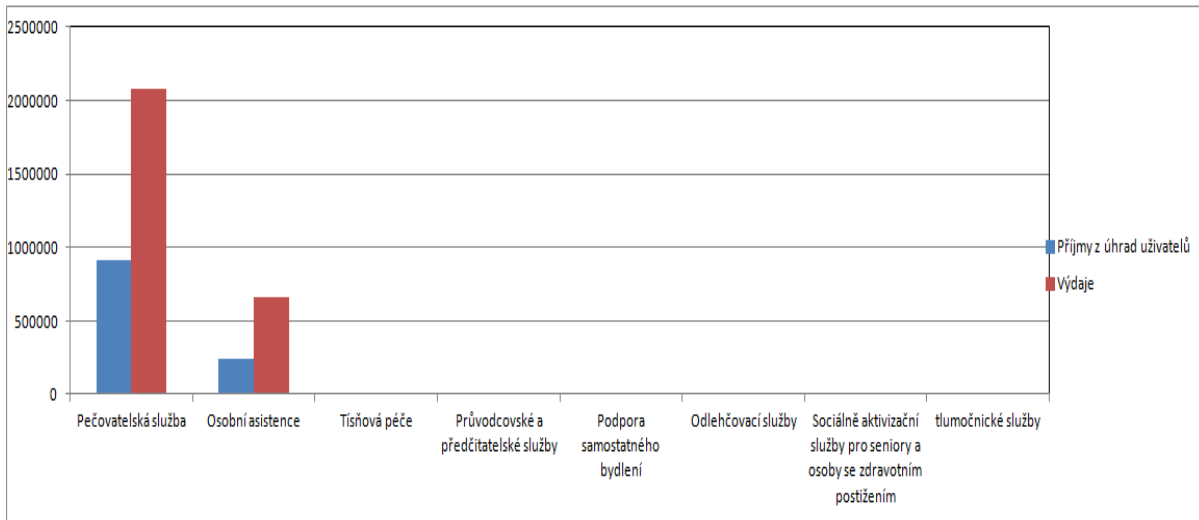 2500000
2000000
1500000
1000000
500000
0
Pečovatelská služba
Osobní asistence
Tísňová péče
Průvodcovské a
předčitatelské služby
Podpora
samostatného
bydlení
Odlehčovací služby
Sociálně aktivizační
služby pro seniory a
osoby se zdravotním
postižením
tlumočnické služby
Příjmy z úhrad uživatelů
Výdaje